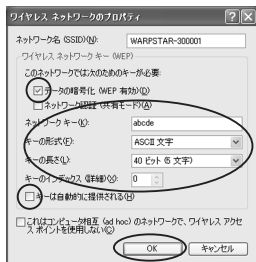 ワイヤレス ネットワークのプロパティ
ネットワーク名 (SSID)(N): WARPSTAR-300001
ワイヤレス ネットワーク キー (WEP)
このネットワークでは次のためのキーが必要:
データの暗号化 (WEP 有効)(D)
ネットワーク認証 (共有モード)(A)
ネットワーク キー(K): abcde
キーの形式(F): ASCII 文字
キーの長さ(L): 40 ビット (5 文字)
キーのインデックス (詳細)(X): 0
キーは自動的に提供される(H)
これはコンピュータ相互 (ad hoc) のネットワークで、ワイヤレス アクセス
ポイントを使用しない(C)
OK キャンセル